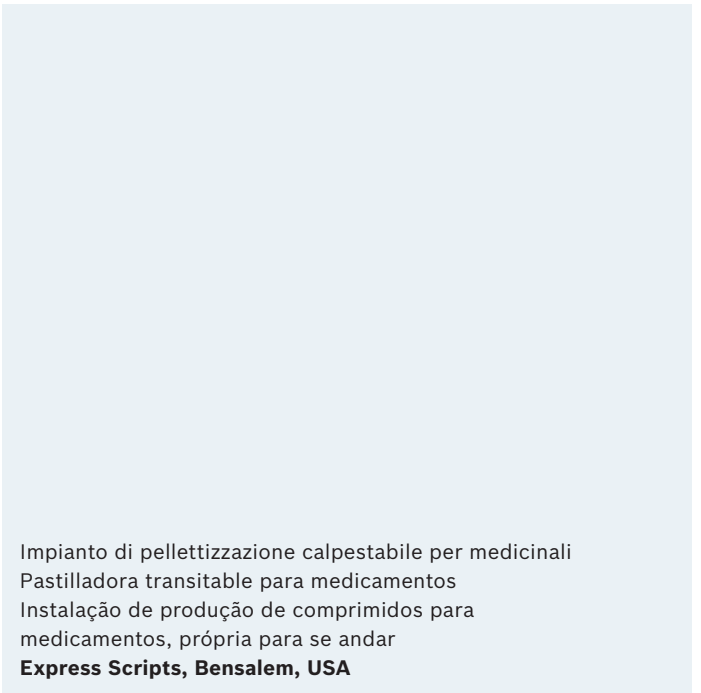 Impianto di pellettizzazione calpestabile per medicinali
Pastilladora transitable para medicamentos
Instalação de produção de comprimidos para
medicamentos, própria para se andar
Express Scripts, Bensalem, USA